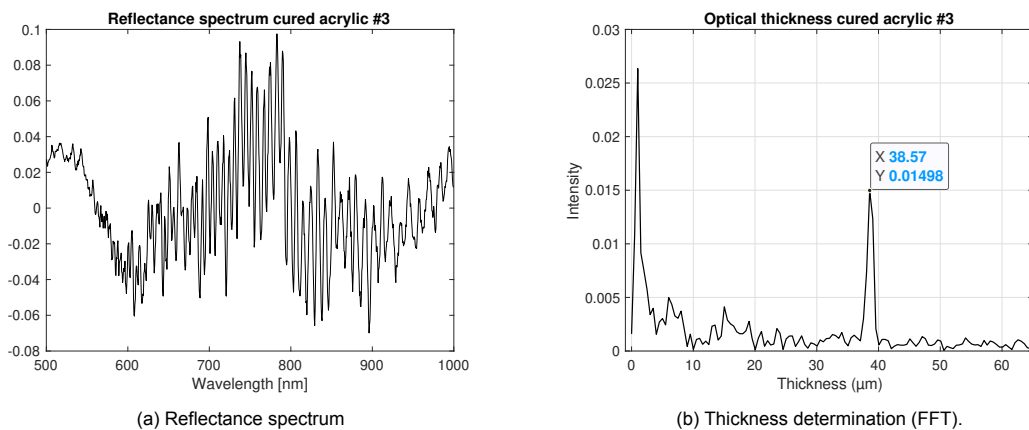 Reflectance spectrum cured acrylic #3
0.1
0.08
0.06
0.04
0.02
0
-0.02
-0.04
-0.06
-0.08
500 600 700 800 900 1000
Wavelength [nm]
(a) Reflectance spectrum
Optical thickness cured acrylic #3
0.03
0.025
0.02
0.015
0.01
0.005
0
Intensity
X 38.57
Y 0.01498
0 10 20 30 40 50 60
Thickness (µm)
(b) Thickness determination (FFT).